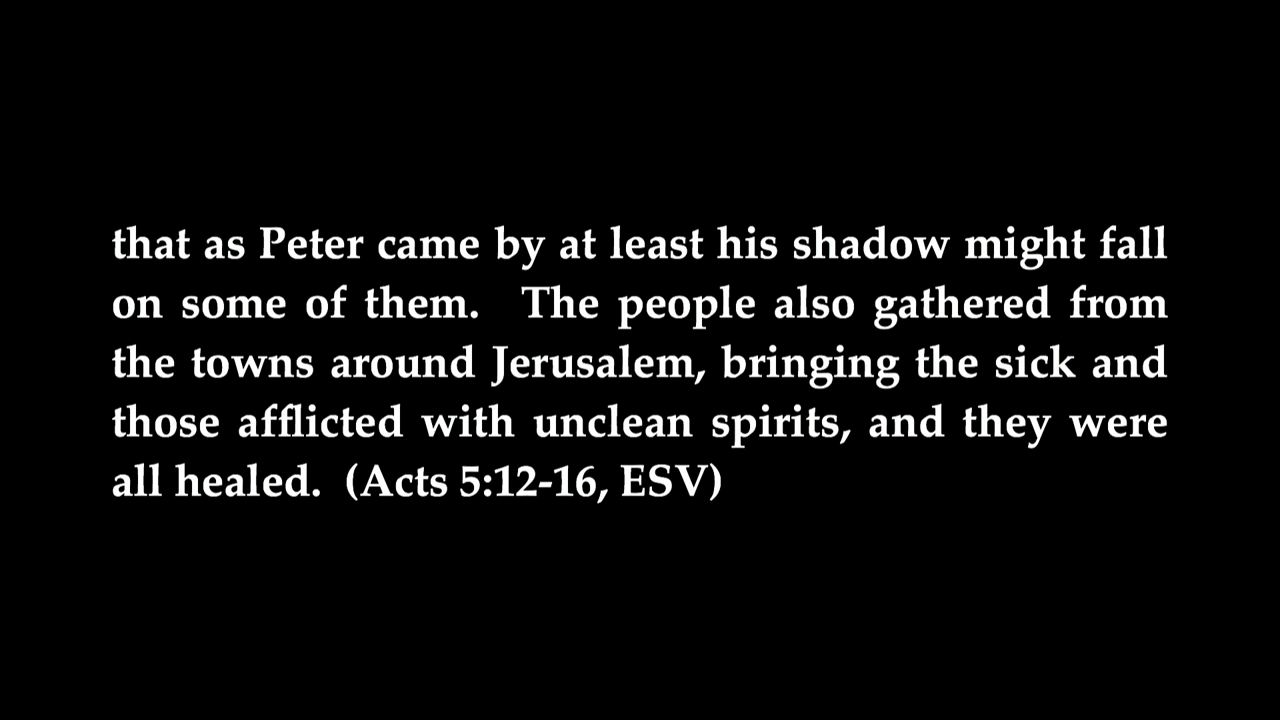 that as Peter came by at least his shadow might fall
on some of them.  The people also gathered from
the towns around Jerusalem, bringing the sick and
those afflicted with unclean spirits, and they were
all healed.  (Acts 5:12-16, ESV)